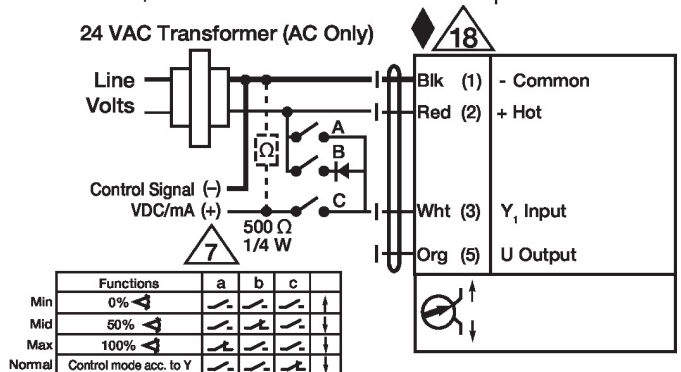 24 VAC Transformer (AC Only)
18
Line
Volts
Blk (1) - Common
Red (2) + Hot
A
Ω
B
Control Signal (-)
C
VDC/mA (+)
Wht (3) Y1 Input
500 Ω
1/4 W
7
Org (5) U Output
Functions a b c
Min 0%
Mid 50%
Max 100%
Normal Control mode acc. to Y